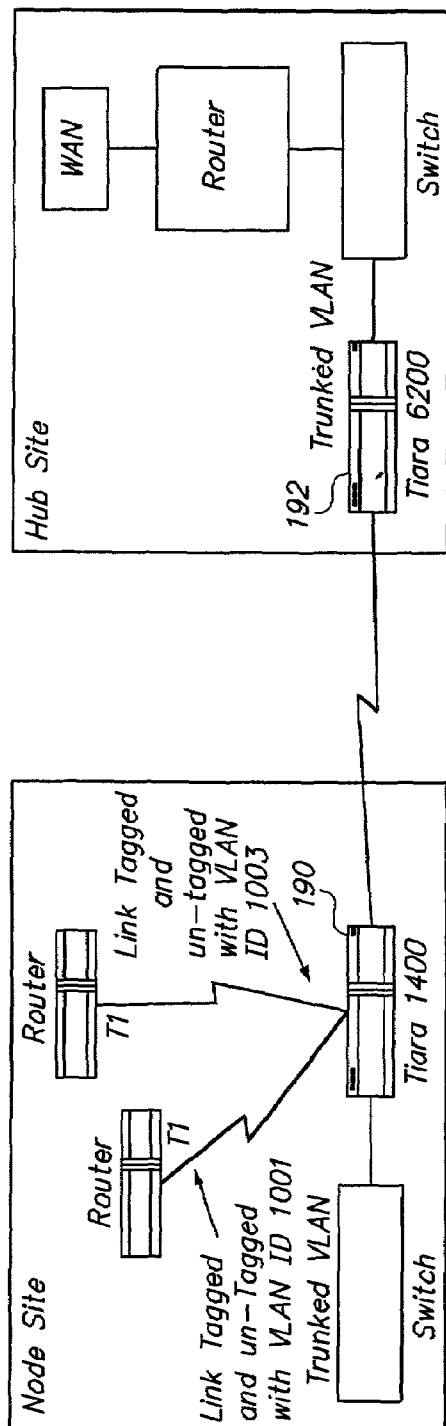 Node Site
Router
T1
Router
T1
Link Tagged
and
un-tagged
with VLAN
ID 1003
Link Tagged
and un-Tagged
with VLAN ID 1001
190
Trunked VLAN
Switch
Tiara 1400
Hub Site
WAN
Router
Switch
Trunked VLAN
192
Tiara 6200